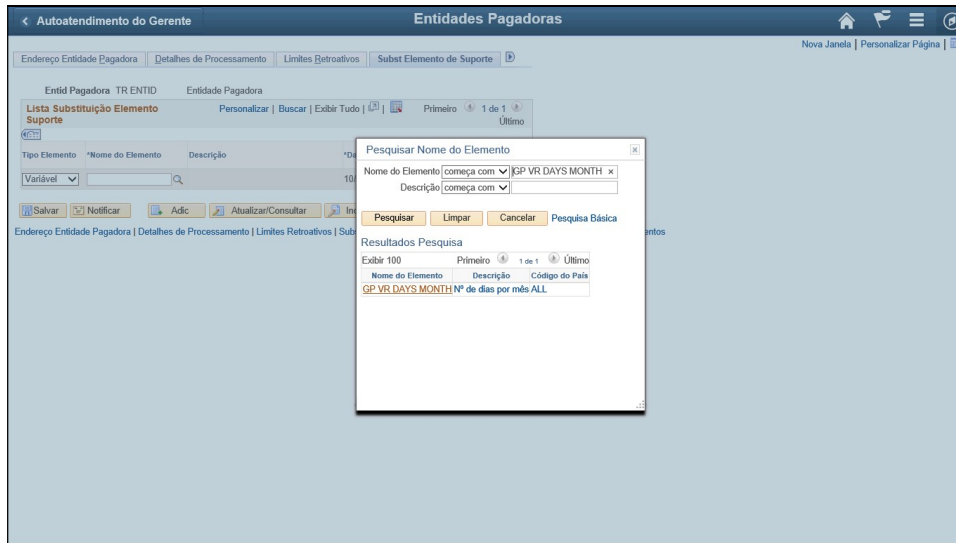 Autoatendimento do Gerente
Entidades Pagadoras
Nova Janela | Personalizar Página |
Endereço Entidade Pagadora
Detalhes de Processamento
Limites Retroativos
Subst Elemento de Suporte
Entid Pagadora TR ENTID Entidade Pagadora
Lista Substituição Elemento Suporte
Personalizar | Buscar | Exibir Tudo |
Primeiro 1 de 1 Último
Tipo Elemento *Nome do Elemento Descrição *Da
Variável 10/
Salvar Notificar Adic Atualizar/Consultar
Endereço Entidade Pagadora | Detalhes de Processamento | Limites Retroativos |
Pesquisar Nome do Elemento
Nome do Elemento começa com GP VR DAYS MONTH ×
Descrição começa com
Pesquisar Limpar Cancelar Pesquisa Básica
Resultados Pesquisa
Exibir 100 Primeiro 1 de 1 Último
Nome do Elemento Descrição Código do País
GP VR DAYS MONTH Nº de dias por mês ALL